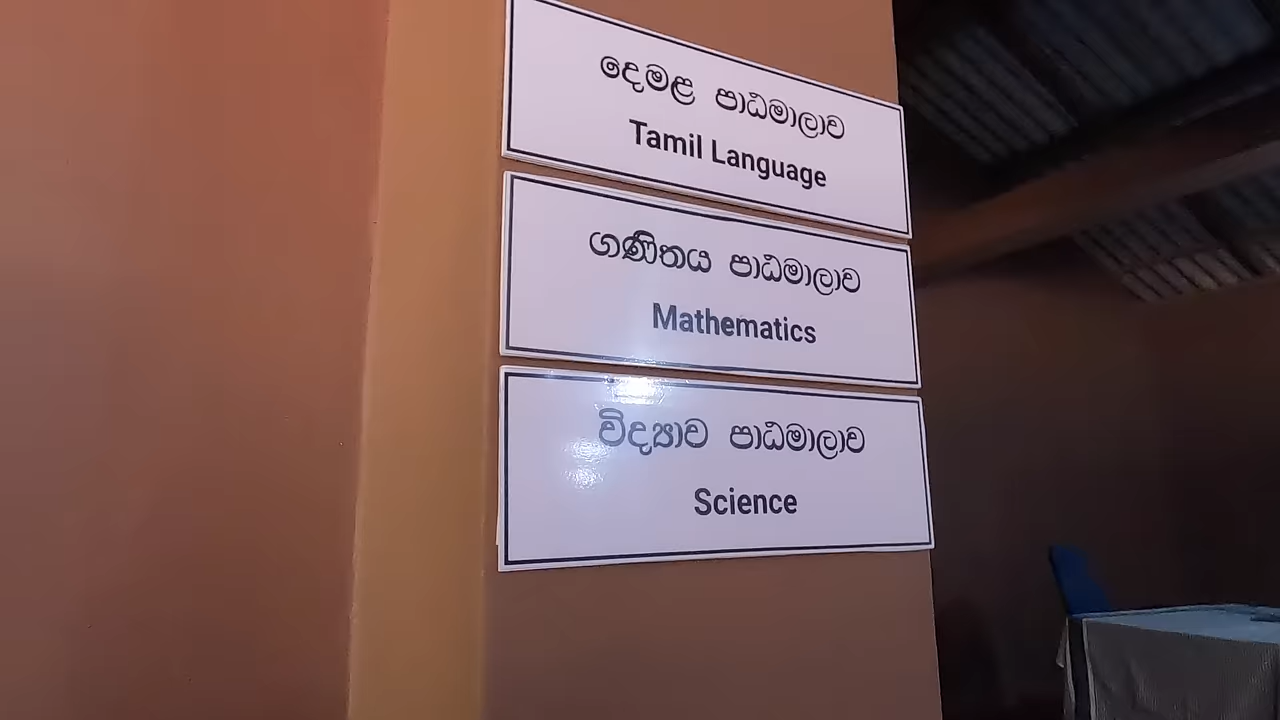 දෙමළ පාඨමාලාව
Tamil Language
ගණිතය පාඨමාලාව
Mathematics
විද්‍යාව පාඨමාලාව
Science